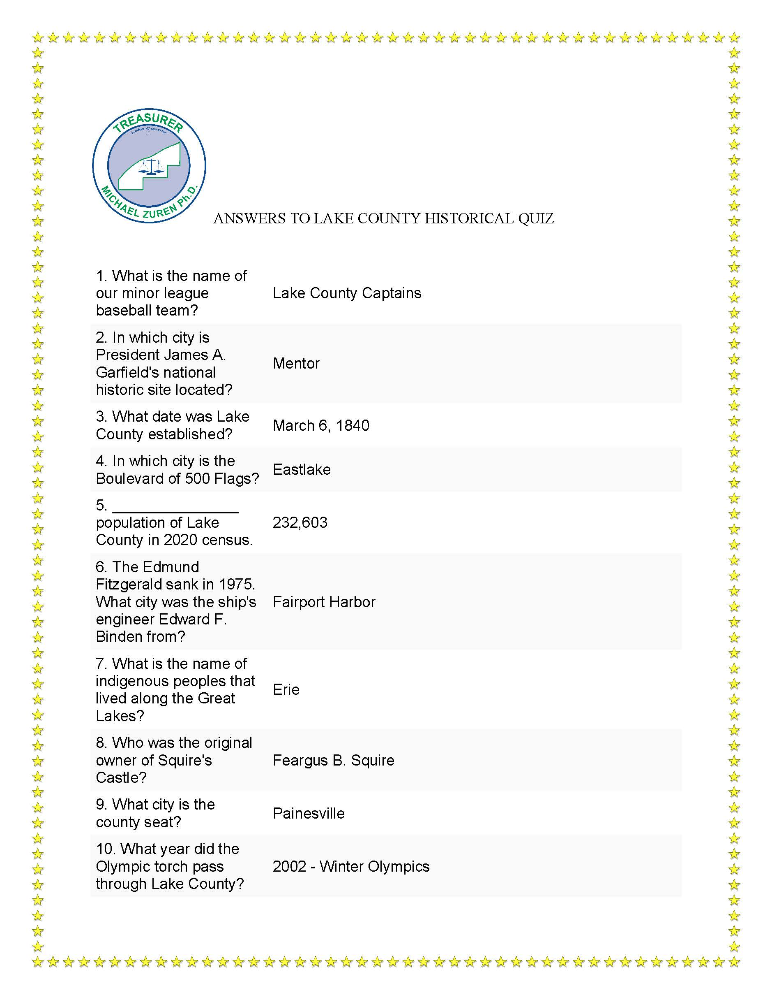 TREASURER
Lake County
MICHAEL ZUREN Ph.D.
ANSWERS TO LAKE COUNTY HISTORICAL QUIZ
1. What is the name of
our minor league
baseball team?
Lake County Captains
2. In which city is
President James A.
Garfield's national
historic site located?
Mentor
3. What date was Lake
County established?
March 6, 1840
4. In which city is the
Boulevard of 500 Flags?
Eastlake
5. _______________
population of Lake
County in 2020 census.
232,603
6. The Edmund
Fitzgerald sank in 1975.
What city was the ship's
engineer Edward F.
Binden from?
Fairport Harbor
7. What is the name of
indigenous peoples that
lived along the Great
Lakes?
Erie
8. Who was the original
owner of Squire's
Castle?
Feargus B. Squire
9. What city is the
county seat?
Painesville
10. What year did the
Olympic torch pass
through Lake County?
2002 - Winter Olympics